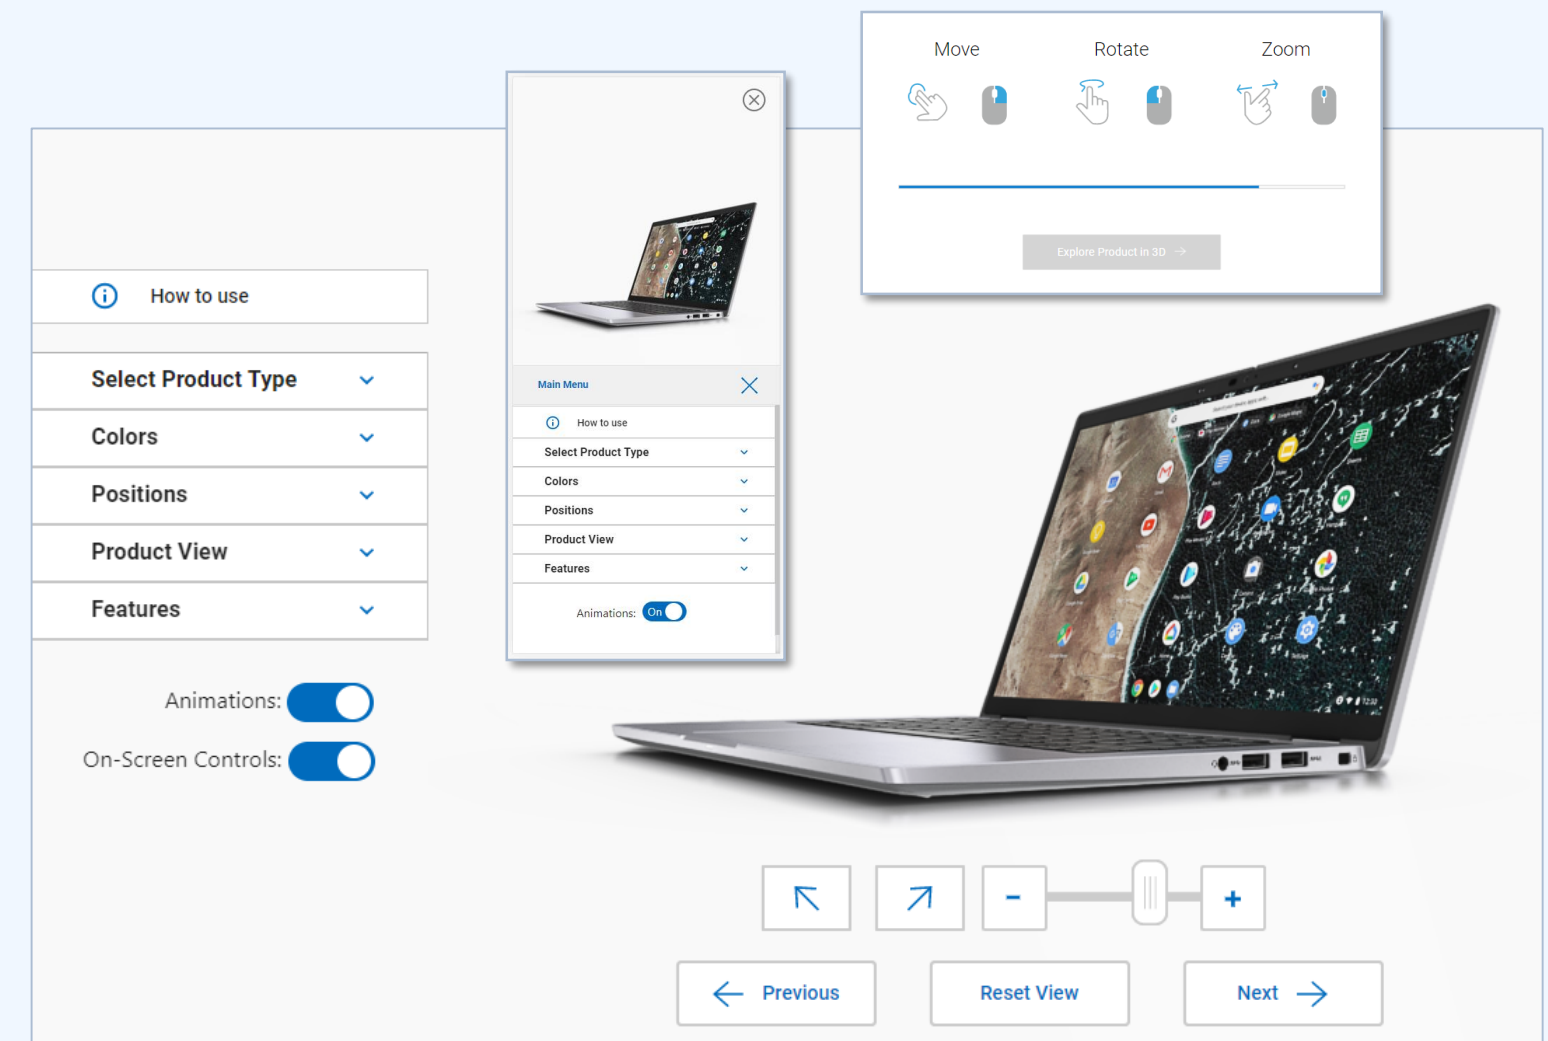 Move
Rotate
Zoom
Explore Product in 3D
How to use
Select Product Type
Colors
Positions
Product View
Features
Animations:
On-Screen Controls:
Main Menu
How to use
Select Product Type
Colors
Positions
Product View
Features
Animations: On
Previous
Reset View
Next